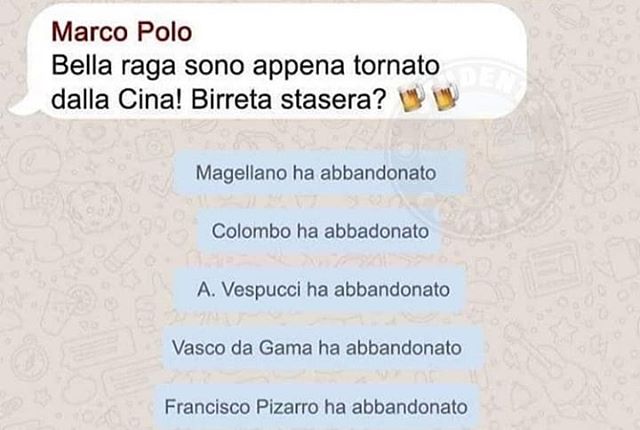 Marco Polo
Bella raga sono appena tornato
dalla Cina! Birreta stasera? 🍻🍻
Magellano ha abbandonato
Colombo ha abbadonato
A. Vespucci ha abbandonato
Vasco da Gama ha abbandonato
Francisco Pizarro ha abbandonato